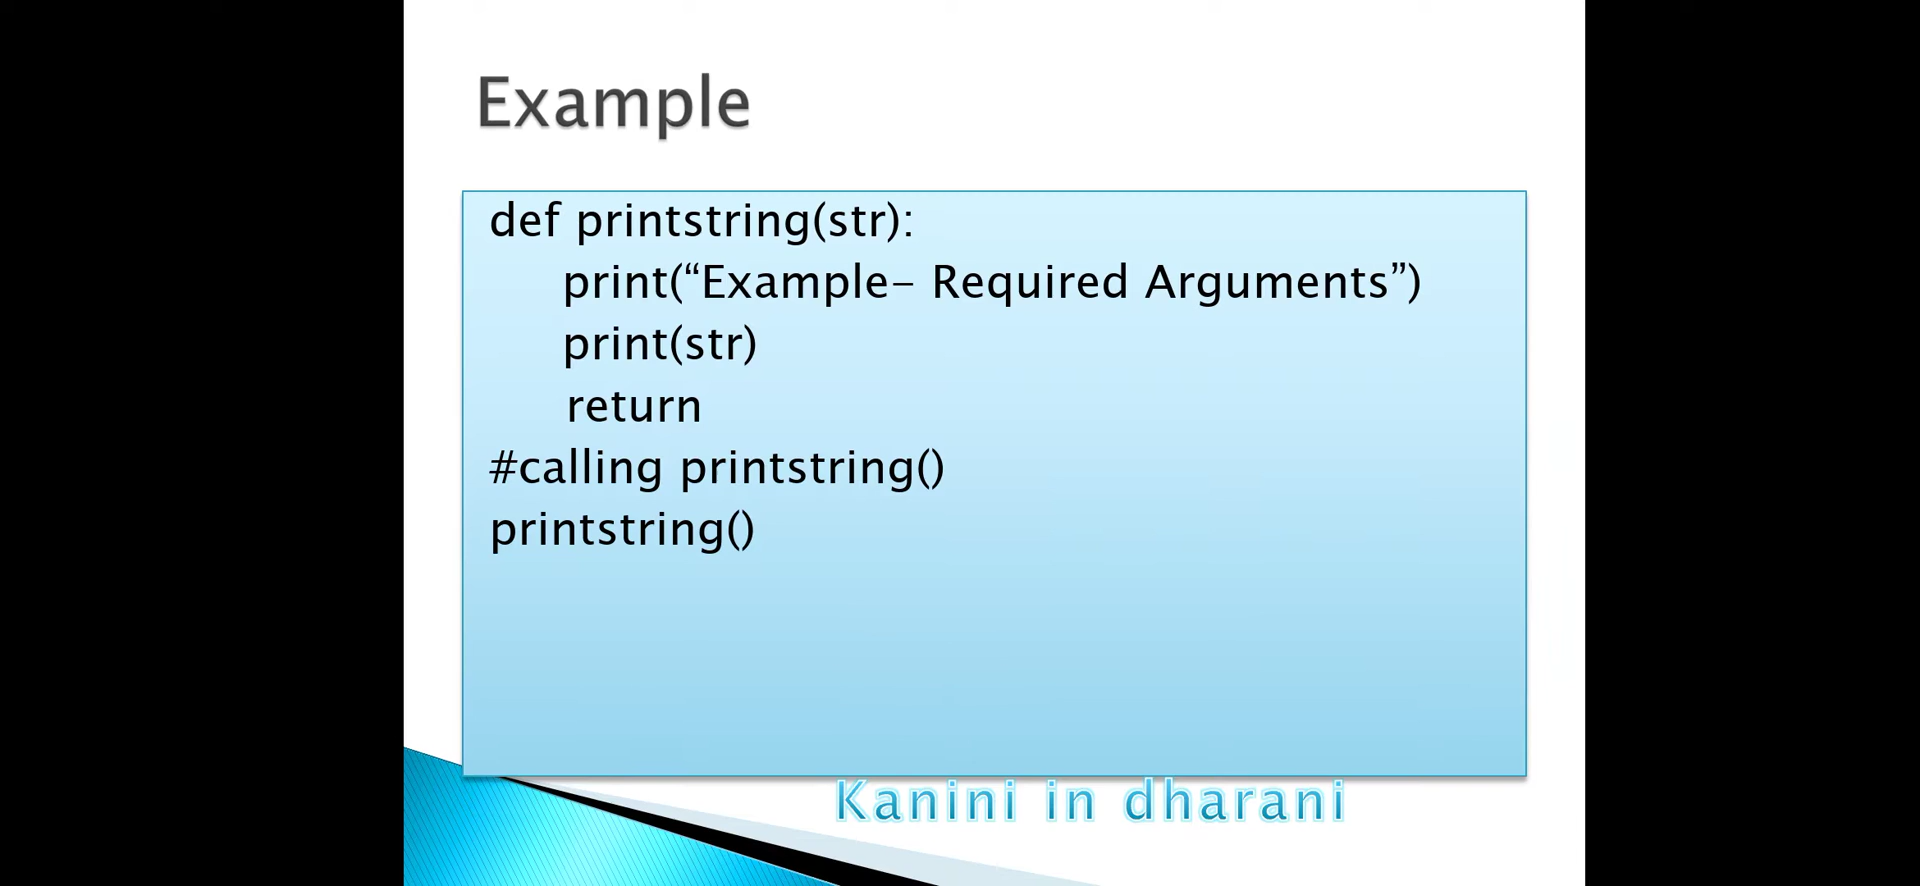 Example
def printstring(str):
print(“Example- Required Arguments”)
print(str)
return
#calling printstring()
printstring()
Kanini in dharani